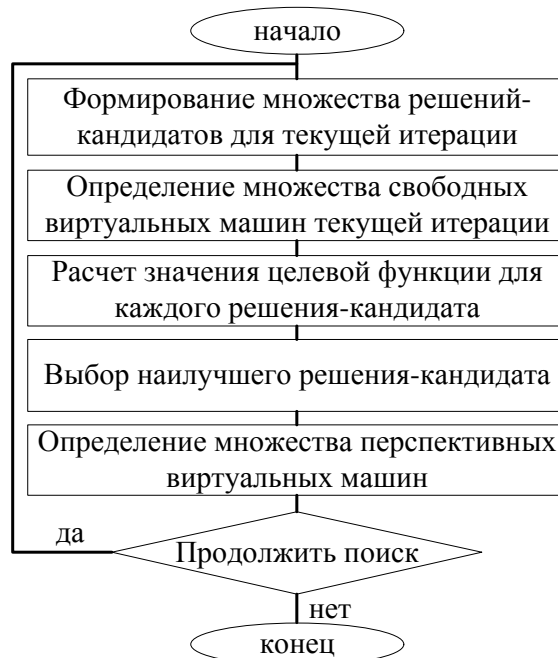 начало
Формирование множества решений-
кандидатов для текущей итерации
Определение множества свободных
виртуальных машин текущей итерации
Расчет значения целевой функции для
каждого решения-кандидата
Выбор наилучшего решения-кандидата
Определение множества перспективных
виртуальных машин
да
Продолжить поиск
нет
конец